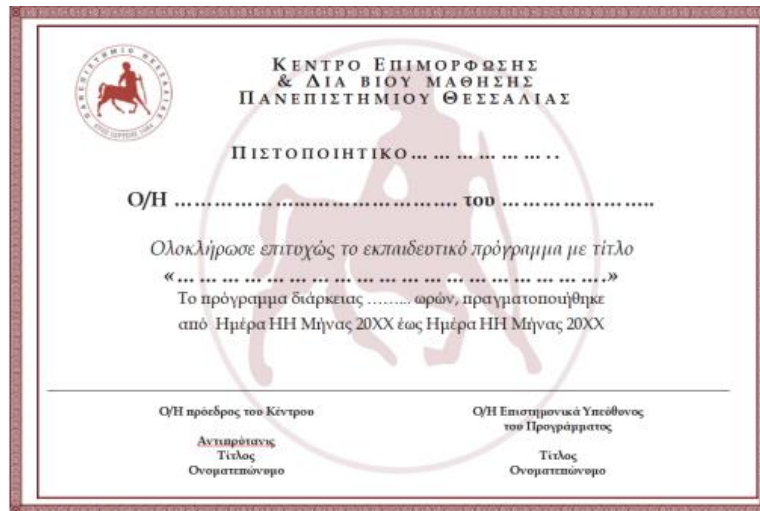 ΠΑΝΕΠΙΣΤΗΜΙΟ ΘΕΣΣΑΛΙΑΣ
ΚΕΝΤΡΟ ΕΠΙΜΟΡΦΩΣΗΣ
& ΔΙΑ ΒΙΟΥ ΜΑΘΗΣΗΣ
ΠΑΝΕΠΙΣΤΗΜΙΟΥ ΘΕΣΣΑΛΙΑΣ
ΠΙΣΤΟΠΟΙΗΤΙΚΟ … … … … … … . .
Ο/Η ………………………………………. του …………………..
Ολοκλήρωσε επιτυχώς το εκπαιδευτικό πρόγραμμα με τίτλο
«… … … … … … … … … … … … … … … … … … … ….»
Το πρόγραμμα διάρκειας ……... ωρών, πραγματοποιήθηκε
από Ημέρα ΗΗ Μήνας 20ΧΧ έως Ημέρα ΗΗ Μήνας 20ΧΧ
Ο/Η πρόεδρος του Κέντρου
Αντιπρύτανις
Τίτλος
Ονοματεπώνυμο
Ο/Η Επιστημονικά Υπεύθυνος
του Προγράμματος
Τίτλος
Ονοματεπώνυμο